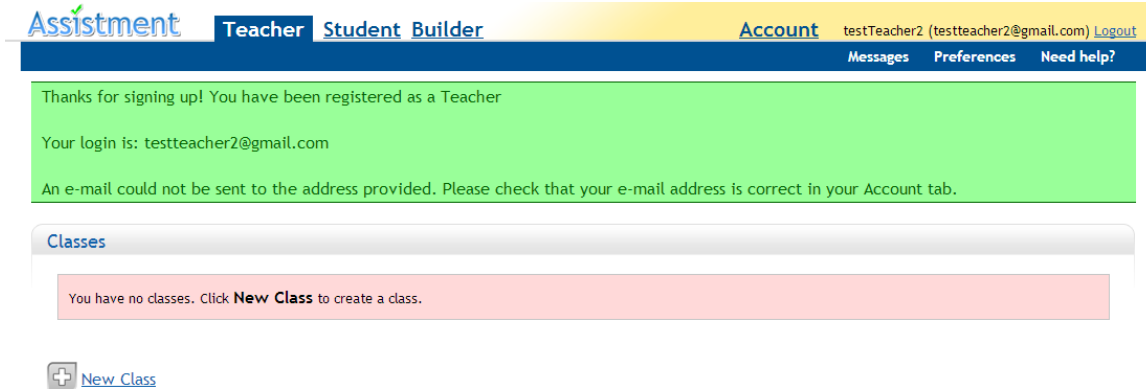 Assistment Teacher Student Builder Account testTeacher2 (testteacher2@gmail.com) Logout
Messages Preferences Need help?
Thanks for signing up! You have been registered as a Teacher
Your login is: testteacher2@gmail.com
An e-mail could not be sent to the address provided. Please check that your e-mail address is correct in your Account tab.
Classes
You have no classes. Click New Class to create a class.
New Class